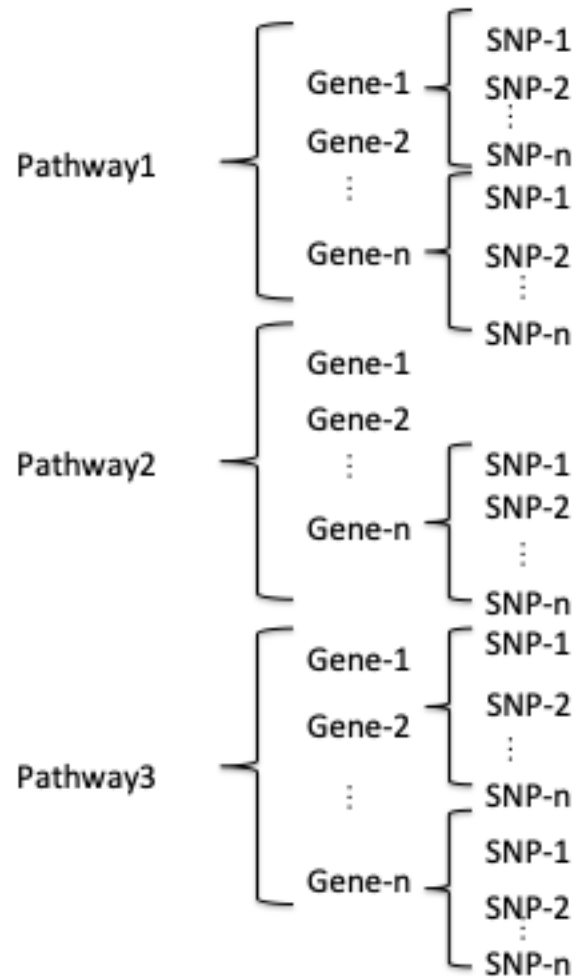 SNP-1
Gene-1
SNP-2
⋮
Gene-2
Pathway1
SNP-n
⋮
SNP-1
Gene-n
SNP-2
⋮
SNP-n
Gene-1
Gene-2
Pathway2
⋮
SNP-1
SNP-2
Gene-n
⋮
SNP-n
SNP-1
Gene-1
SNP-2
Gene-2
⋮
Pathway3
⋮
SNP-n
SNP-1
Gene-n
SNP-2
⋮
SNP-n